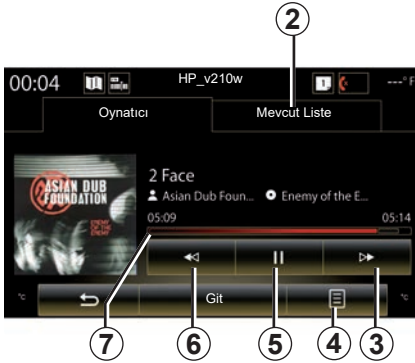 2
00:04 HP_v210w ---°F
Oynatıcı Mevcut Liste
ASIAN DUB
FOUNDATION
ENEMY
OF THE
ENEMY
2 Face
Asian Dub Foun... Enemy of the E...
05:09 05:14
°C Git °C
7 6 5 4 3